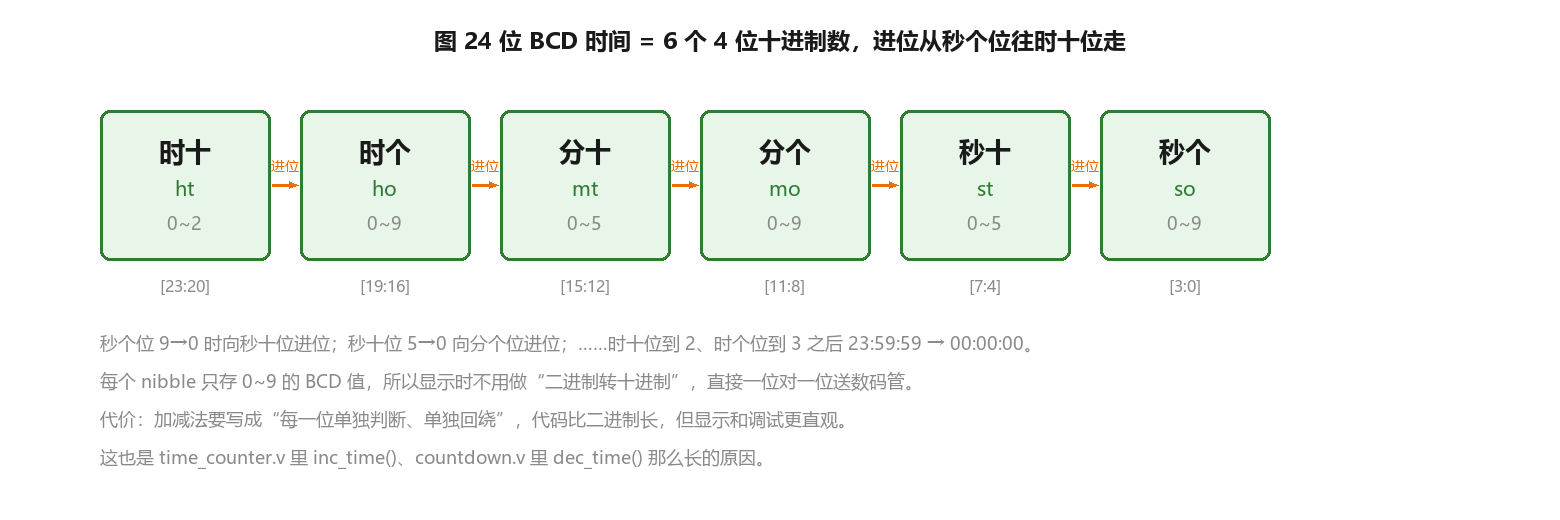 图 24 位 BCD 时间 = 6 个 4 位十进制数，进位从秒个位往时十位走
时十 时个 分十 分个 秒十 秒个
进位 进位 进位 进位 进位
ht ho mt mo st so
0~2 0~9 0~5 0~9 0~5 0~9
[23:20] [19:16] [15:12] [11:8] [7:4] [3:0]
秒个位 9→0 时向秒十位进位；秒十位 5→0 向分个位进位；……时十位到 2、时个位到 3 之后 23:59:59 → 00:00:00。
每个 nibble 只存 0~9 的 BCD 值，所以显示时不用做“二进制转十进制”，直接一位对一位送数码管。
代价：加减法要写成“每一位单独判断、单独回绕”，代码比二进制长，但显示和调试更直观。
这也是 time_counter.v 里 inc_time()、countdown.v 里 dec_time() 那么长的原因。